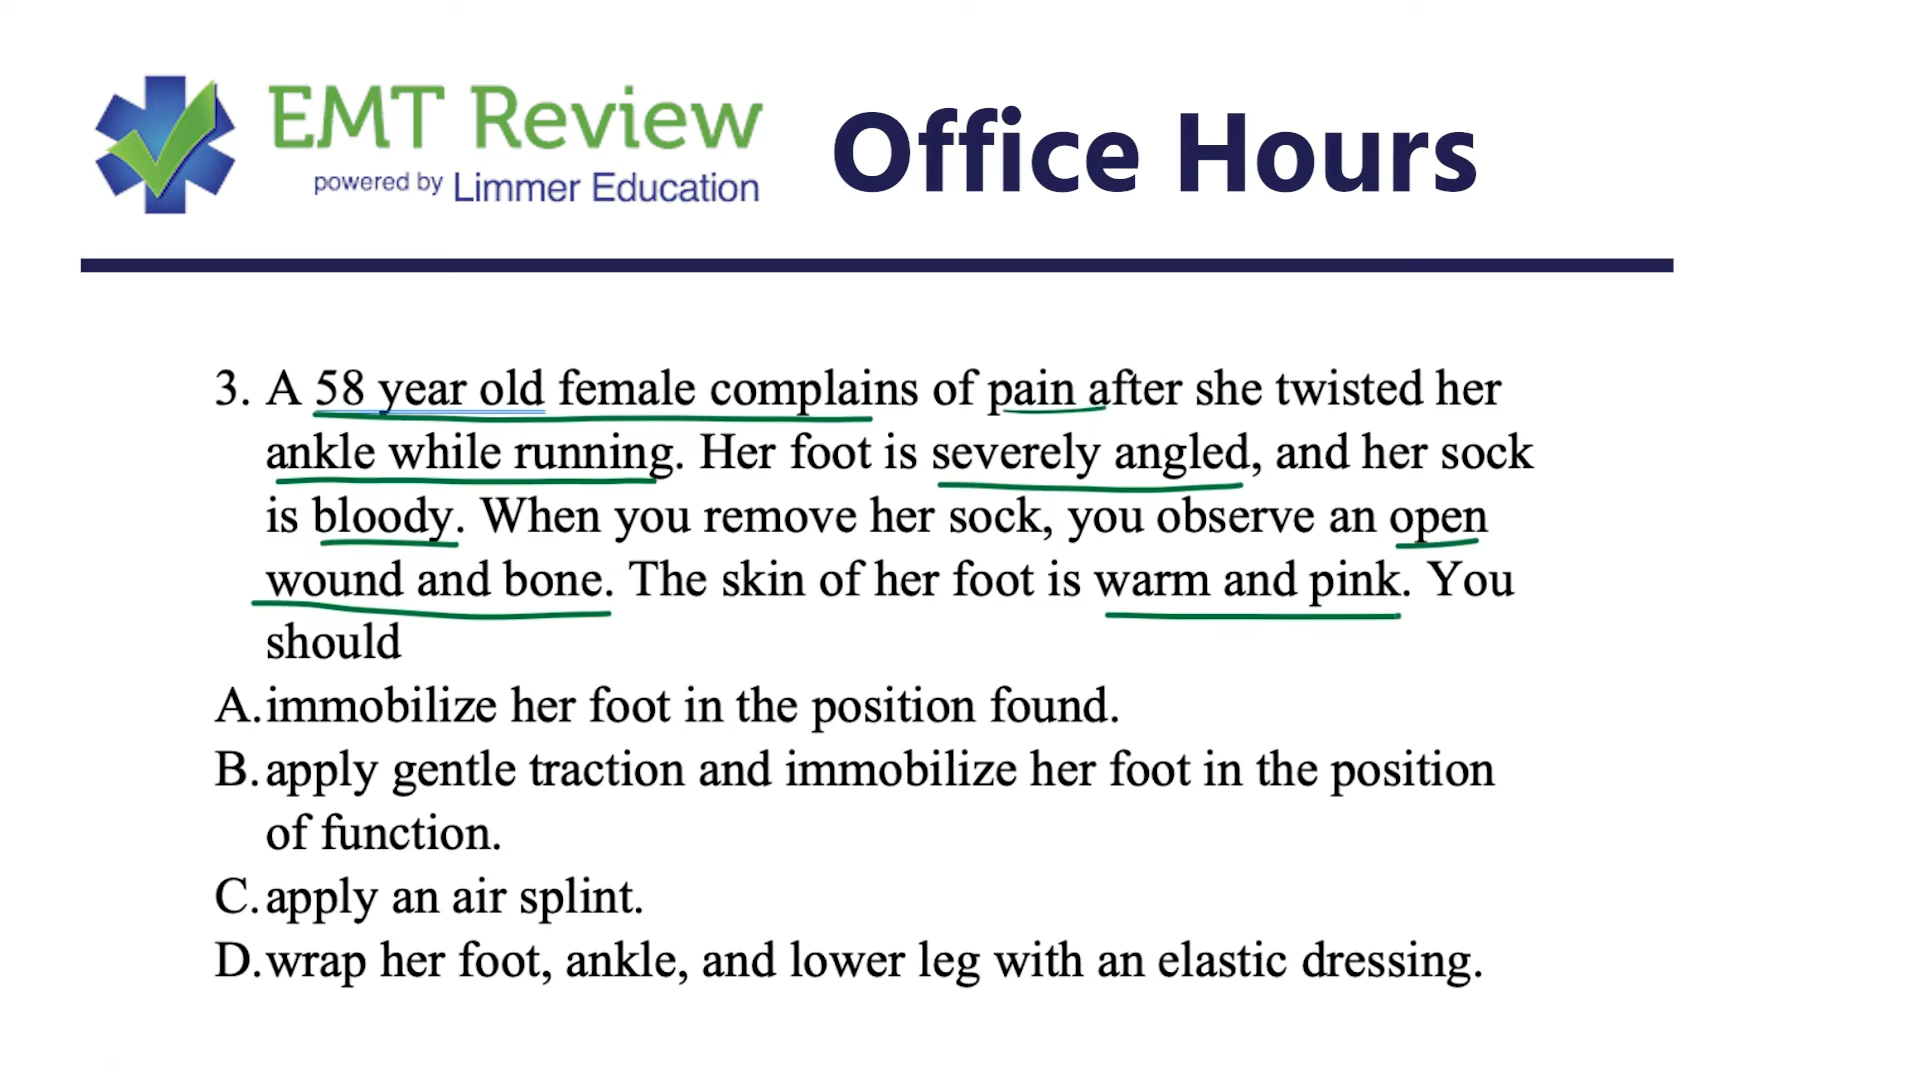 EMT Review
powered by Limmer Education
Office Hours
3. A 58 year old female complains of pain after she twisted her
ankle while running. Her foot is severely angled, and her sock
is bloody. When you remove her sock, you observe an open
wound and bone. The skin of her foot is warm and pink. You
should
A. immobilize her foot in the position found.
B. apply gentle traction and immobilize her foot in the position
of function.
C. apply an air splint.
D. wrap her foot, ankle, and lower leg with an elastic dressing.